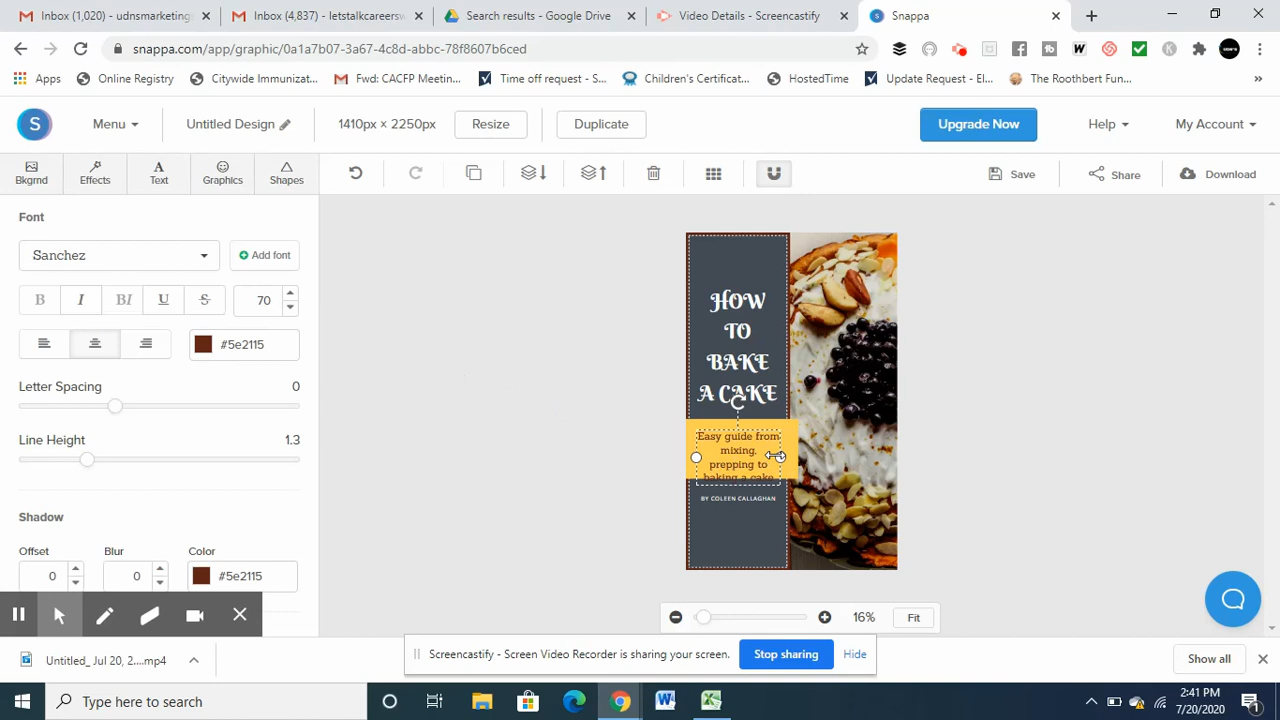 Inbox (1,020) - udnsmarketing
Inbox (4,837) - letstalkcareersw
Search results - Google Drive
Video Details - Screencastify
Snappa
snappa.com/app/graphic/0a1a7b07-3a67-4c8d-abbc-78f8607b6ced
Apps
Online Registry
Citywide Immunizat...
Fwd: CACFP Meetin...
Time off request - S...
Children's Certificat...
HostedTime
Update Request - El...
The Roothbert Fun...
S
Menu
Untitled Design
1410px × 2250px
Resize
Duplicate
Upgrade Now
Help
My Account
Bkgrnd
Effects
Text
Graphics
Shapes
Save
Share
Download
Font
Sanchez
Add font
B
I
BI
U
S
70
#5e2115
Letter Spacing
0
Line Height
1.3
Shadow
Offset
Blur
Color
0
0
#5e2115
HOW
TO
BAKE
A CAKE
Easy guide from
mixing,
prepping to
baking a cake
BY COLEEN CALLAGHAN
16%
Fit
Untitled_ Jul 20, 2....mp4
Screencastify - Screen Video Recorder is sharing your screen.
Stop sharing
Hide
Show all
Type here to search
2:41 PM
7/20/2020